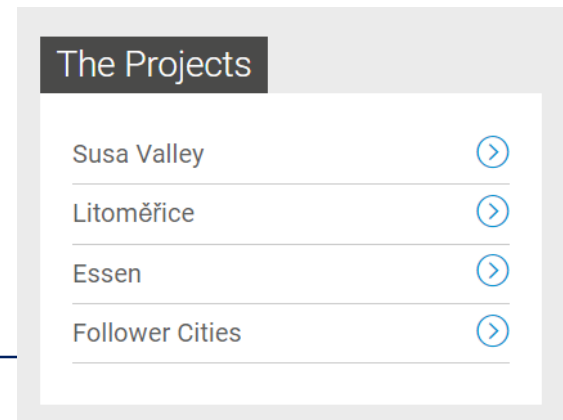 The Projects
Susa Valley
Litoměřice
Essen
Follower Cities